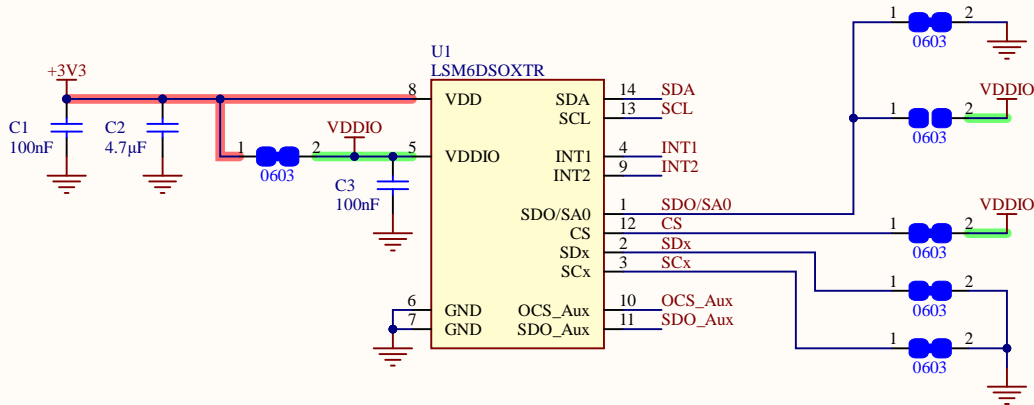 1 2
0603
U1
LSM6DSOXTR
+3V3
8 VDD
SDA 14 SDA
SCL 13 SCL
1 2
0603
VDDIO
C1
100nF
C2
4.7µF
VDDIO
1 2
0603
5 VDDIO
INT1 4 INT1
INT2 9 INT2
C3
100nF
SDO/SA0 1 SDO/SA0
CS 12 CS
SDx 2 SDx
SCx 3 SCx
1 2
0603
VDDIO
1 2
0603
6 GND
7 GND
OCS_Aux 10 OCS_Aux
SDO_Aux 11 SDO_Aux
1 2
0603